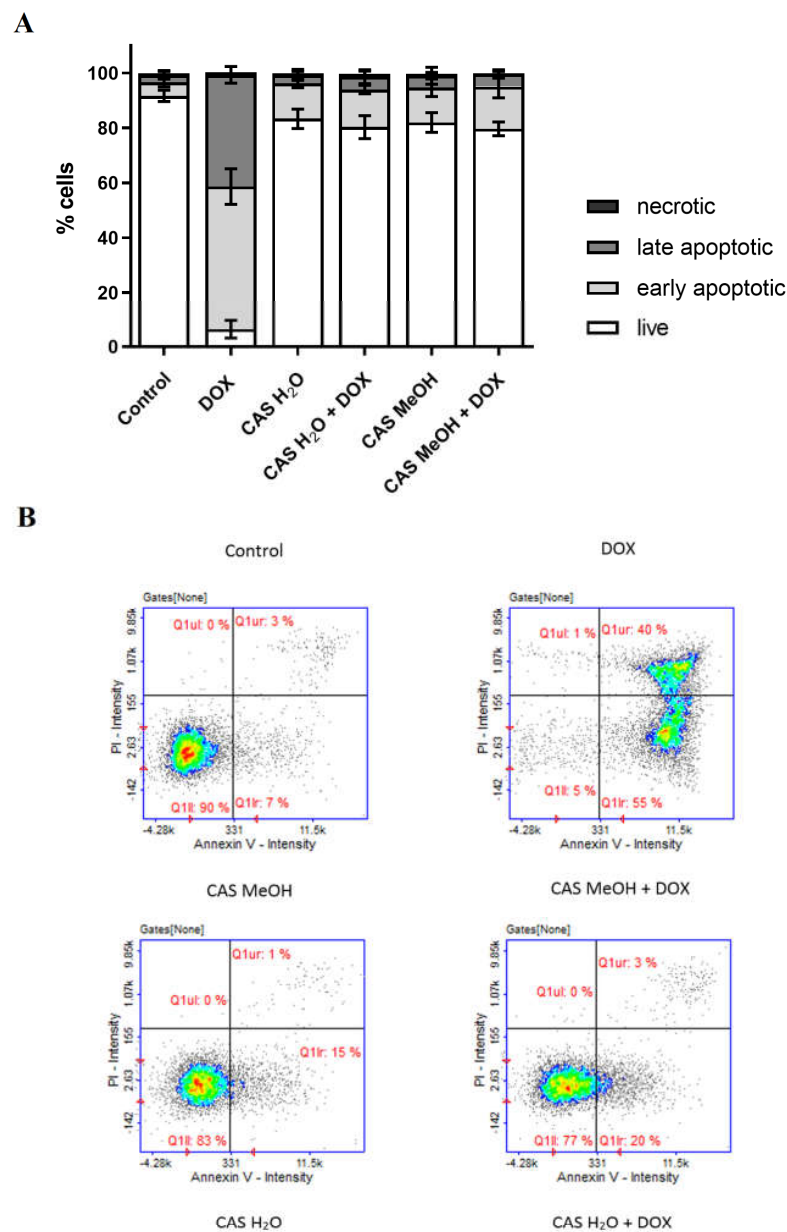 A
% cells
100
80
60
40
20
0
Control
DOX
CAS H₂O
CAS H₂O + DOX
CAS MeOH
CAS MeOH + DOX
necrotic
late apoptotic
early apoptotic
live
B
Control
DOX
Gates[None]
Q1ul: 0 %
Q1ur: 3 %
Q1ll: 90 %
Q1lr: 7 %
PI - Intensity
9.85k
1.07k
155
2.63
-142
-4.28k
331
11.5k
Annexin V - Intensity
Gates[None]
Q1ul: 1 %
Q1ur: 40 %
Q1ll: 5 %
Q1lr: 55 %
PI - Intensity
9.85k
1.07k
155
2.63
-142
-4.28k
331
11.5k
Annexin V - Intensity
CAS MeOH
CAS MeOH + DOX
Gates[None]
Q1ur: 1 %
Q1ul: 0 %
Q1lr: 15 %
Q1ll: 83 %
PI - Intensity
9.85k
1.07k
155
2.63
-142
-4.28k
331
11.5k
Annexin V - Intensity
Gates[None]
Q1ur: 3 %
Q1ul: 0 %
Q1ll: 77 %
Q1lr: 20 %
PI - Intensity
9.85k
1.07k
155
2.63
-142
-4.28k
331
11.5k
Annexin V - Intensity
CAS H₂O
CAS H₂O + DOX